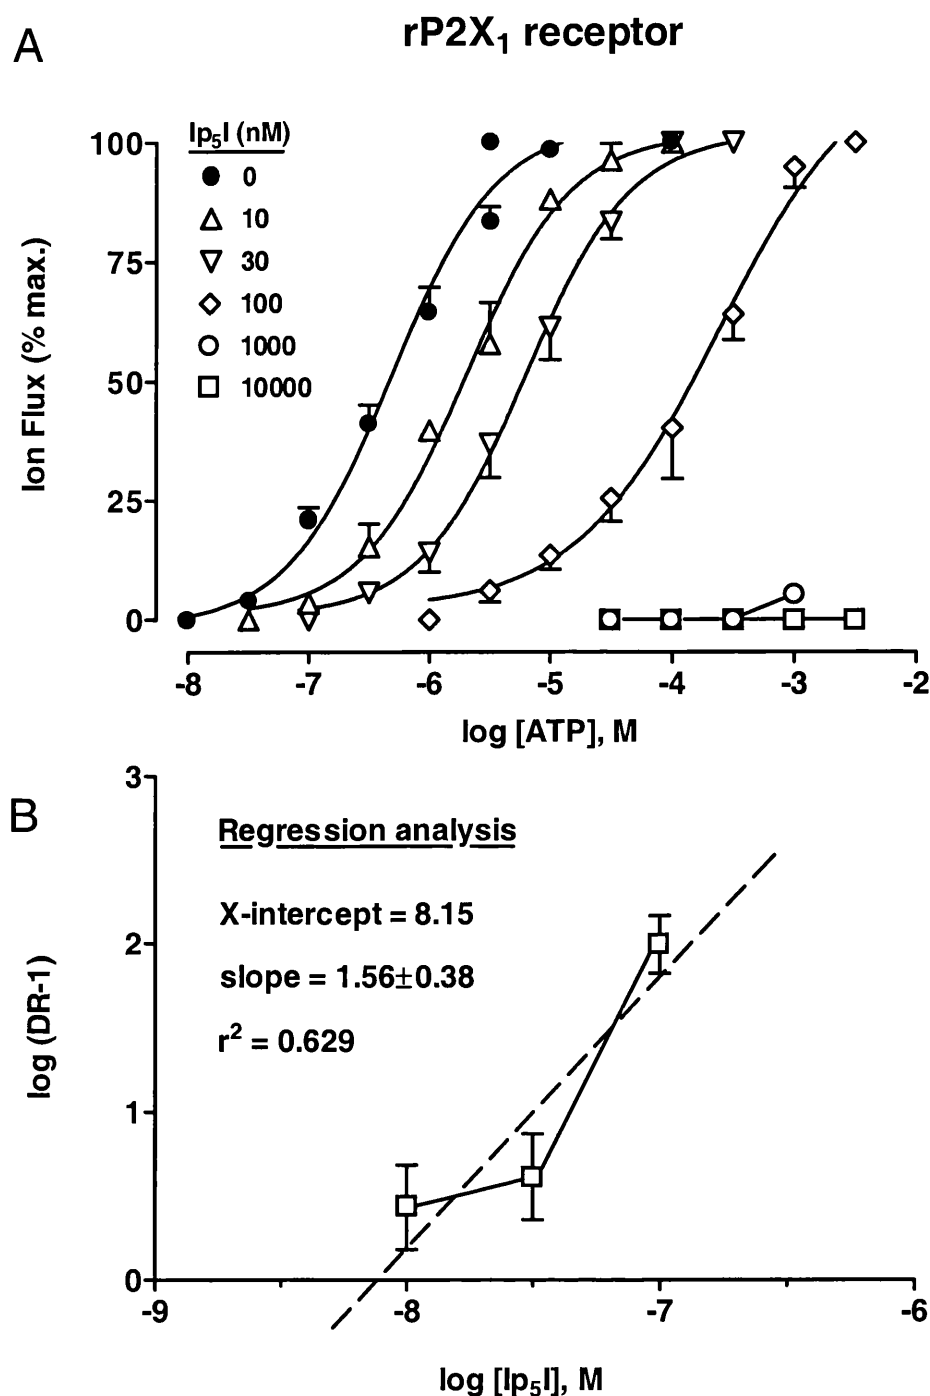 A
rP2X₁ receptor
Ip₅I (nM)
0
10
30
100
1000
10000
100
75
50
25
0
Ion Flux (% max.)
-8 -7 -6 -5 -4 -3 -2
log [ATP], M
B
Regression analysis
X-intercept = 8.15
slope = 1.56±0.38
r² = 0.629
3
2
1
0
log (DR-1)
-9 -8 -7 -6
log [Ip₅I], M